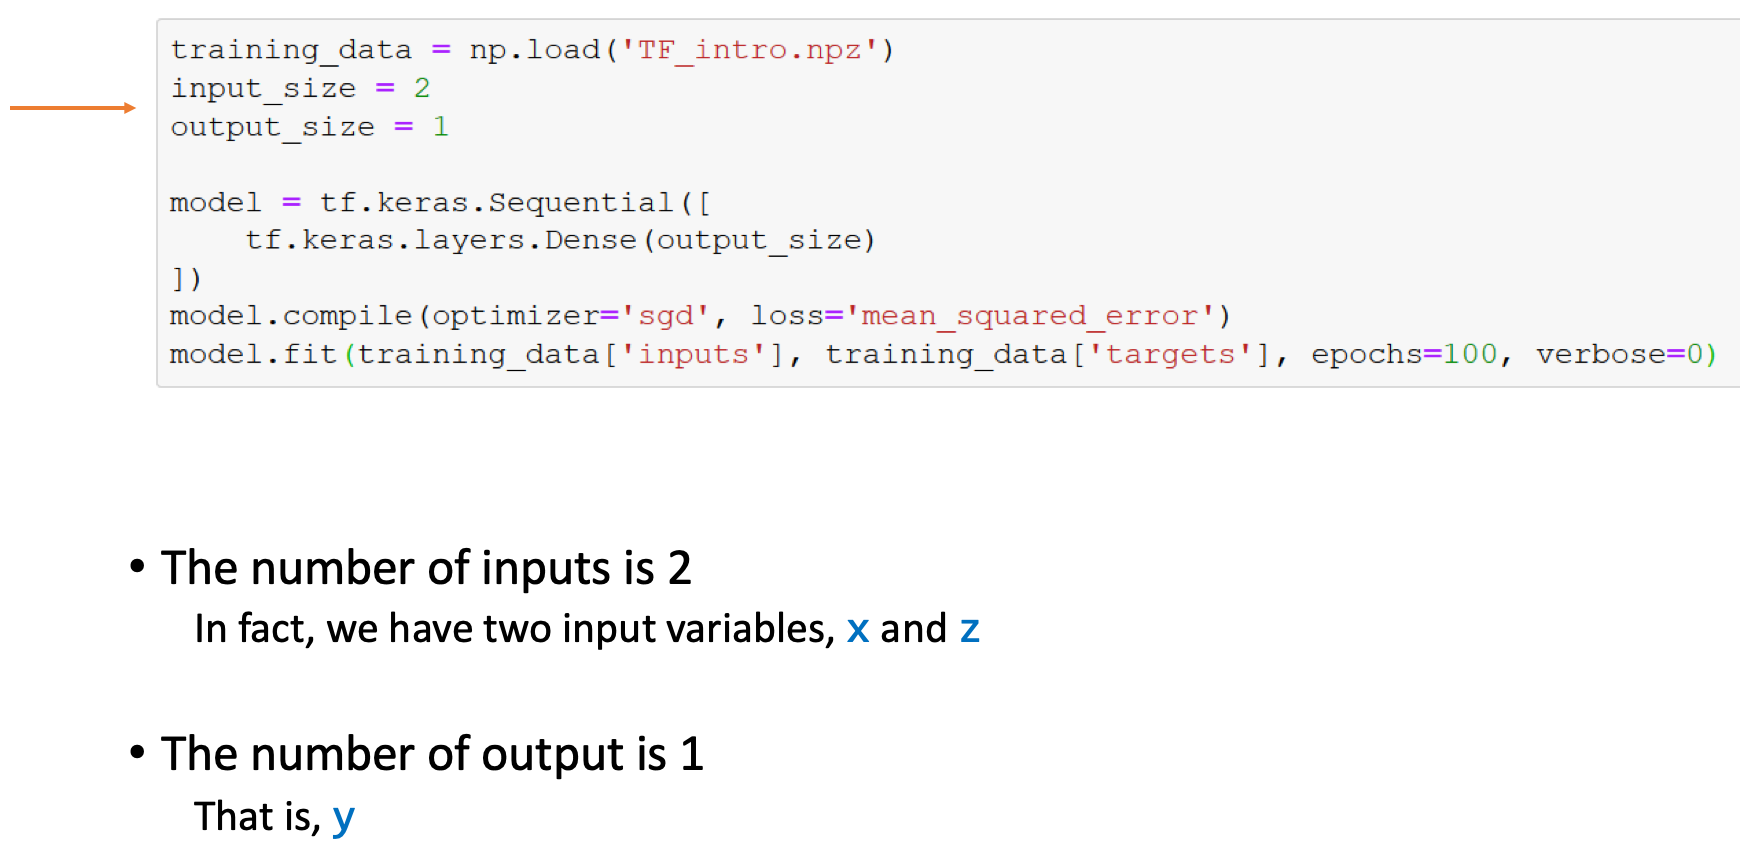 training_data = np.load('TF_intro.npz')
input_size = 2
output_size = 1
model = tf.keras.Sequential([
    tf.keras.layers.Dense(output_size)
])
model.compile(optimizer='sgd', loss='mean_squared_error')
model.fit(training_data['inputs'], training_data['targets'], epochs=100, verbose=0)
• The number of inputs is 2
In fact, we have two input variables, x and z
• The number of output is 1
That is, y